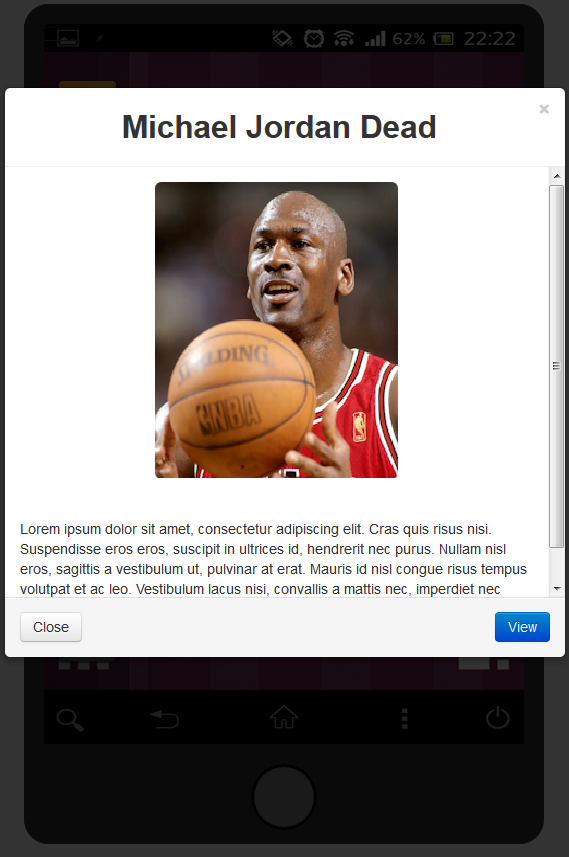 62% 22:22
Michael Jordan Dead
×
SPALDING
NBA
Lorem ipsum dolor sit amet, consectetur adipiscing elit. Cras quis risus nisi.
Suspendisse eros eros, suscipit in ultrices id, hendrerit nec purus. Nullam nisl
eros, sagittis a vestibulum ut, pulvinar at erat. Mauris id nisl congue risus tempus
volutpat et ac leo. Vestibulum lacus nisi, convallis a mattis nec, imperdiet nec
Close View